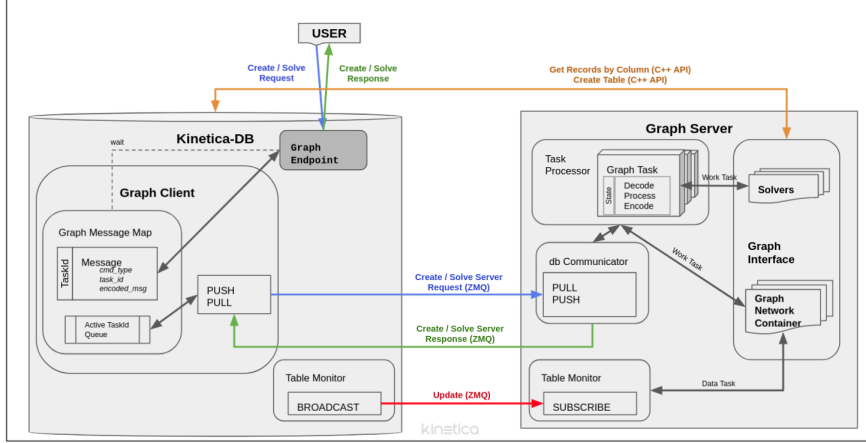 USER
Create / Solve
Request
Create / Solve
Response
Get Records by Column (C++ API)
Create Table (C++ API)
Kinetica-DB
wait
Graph
Endpoint
Graph Client
Graph Message Map
TaskId
Message
cmd_type
task_id
encoded_msg
Active TaskId
Queue
PUSH
PULL
Create / Solve Server
Request (ZMQ)
Create / Solve Server
Response (ZMQ)
Table Monitor
BROADCAST
Update (ZMQ)
kinetica
Graph Server
Task
Processor
Graph Task
State
Decode
Process
Encode
Work Task
Solvers
db Communicator
PULL
PUSH
Work Task
Graph
Interface
Graph
Network
Container
Table Monitor
SUBSCRIBE
Data Task